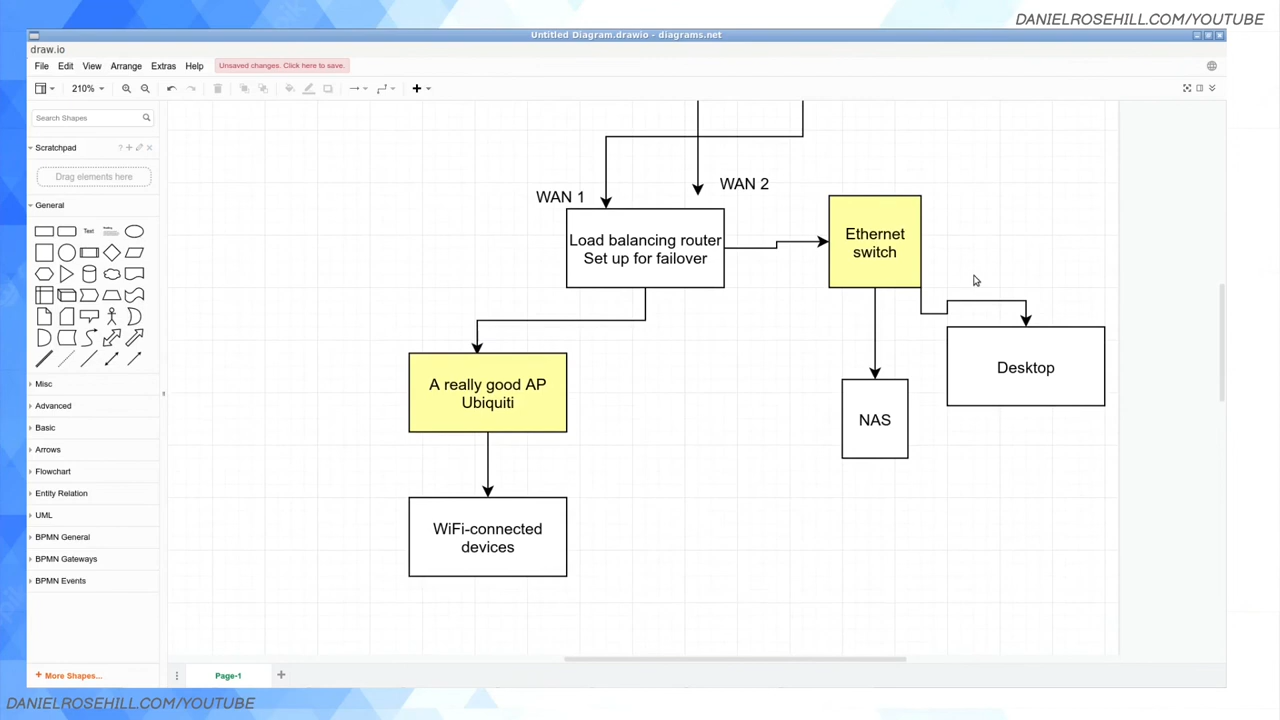 DANIELROSEHILL.COM/YOUTUBE
Untitled Diagram.drawio - diagrams.net
draw.io
File Edit View Arrange Extras Help Unsaved changes. Click here to save.
210%
Search Shapes
Scratchpad
Drag elements here
General
Text
Misc
Advanced
Basic
Arrows
Flowchart
Entity Relation
UML
BPMN General
BPMN Gateways
BPMN Events
+ More Shapes...
WAN 1
WAN 2
Load balancing router
Set up for failover
Ethernet
switch
A really good AP
Ubiquiti
Desktop
NAS
WiFi-connected
devices
Page-1
DANIELROSEHILL.COM/YOUTUBE